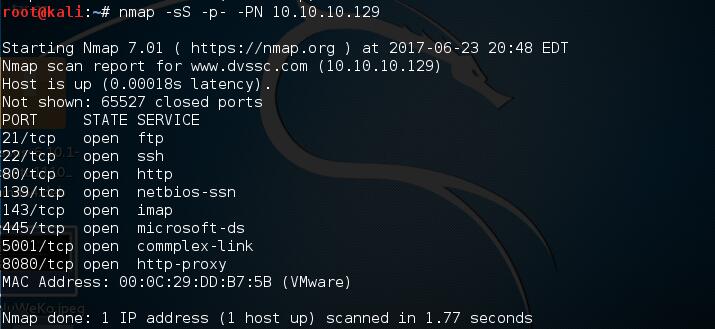 root@kali:~# nmap -sS -p- -PN 10.10.10.129
Starting Nmap 7.01 ( https://nmap.org ) at 2017-06-23 20:48 EDT
Nmap scan report for www.dvssc.com (10.10.10.129)
Host is up (0.00018s latency).
Not shown: 65527 closed ports
PORT     STATE SERVICE
21/tcp   open  ftp
22/tcp   open  ssh
80/tcp   open  http
139/tcp  open  netbios-ssn
143/tcp  open  imap
445/tcp  open  microsoft-ds
5001/tcp open  commplex-link
8080/tcp open  http-proxy
MAC Address: 00:0C:29:DD:B7:5B (VMware)
Nmap done: 1 IP address (1 host up) scanned in 1.77 seconds